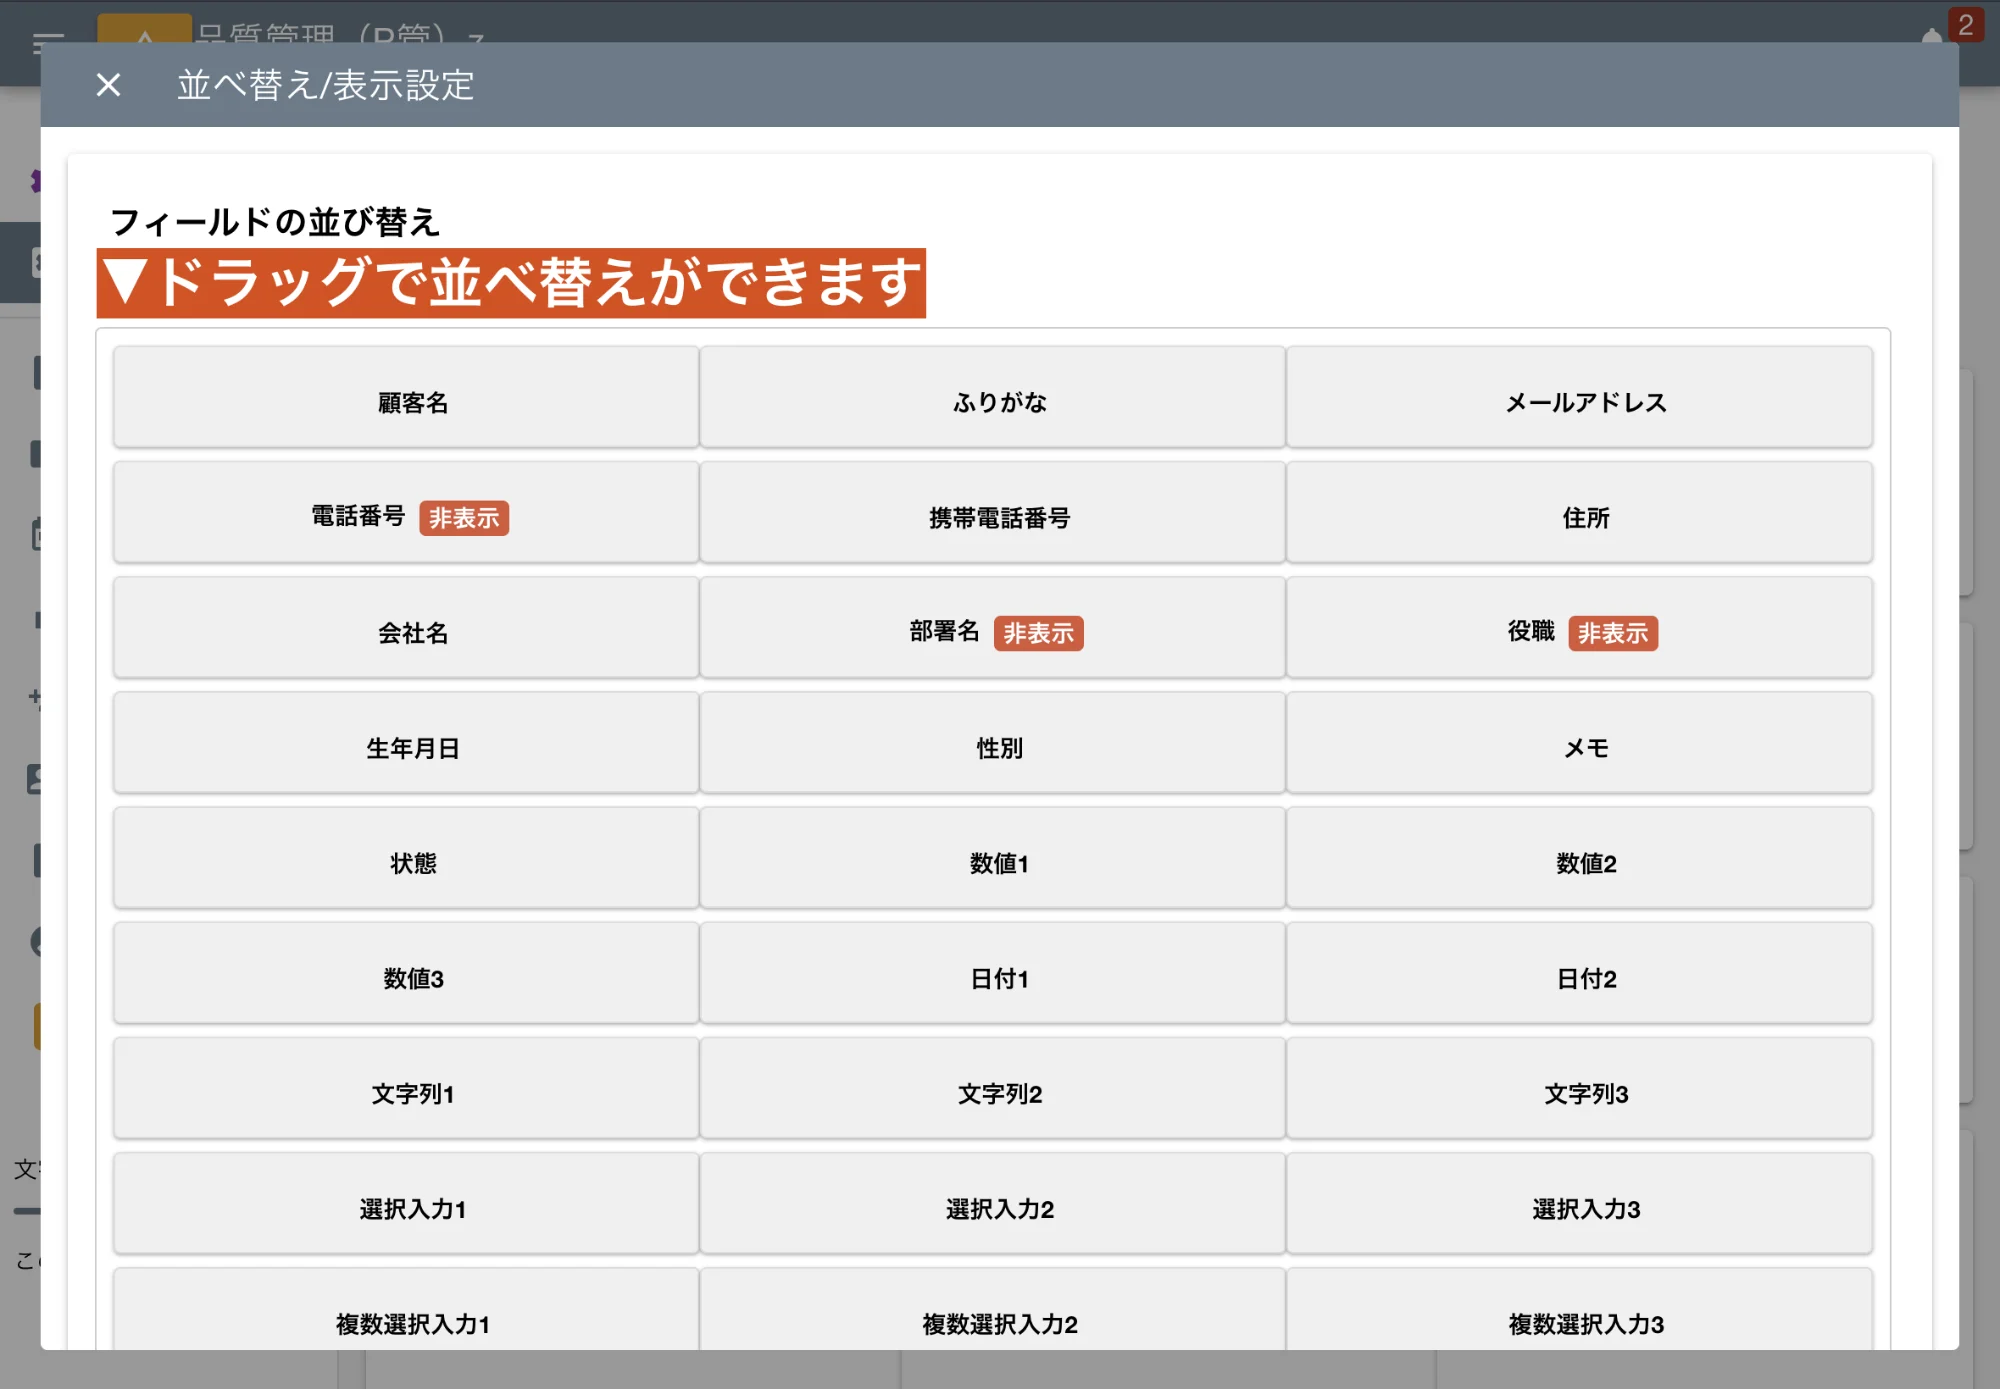 2
並べ替え/表示設定
フィールドの並び替え
▼ドラッグで並べ替えができます
顧客名
ふりがな
メールアドレス
電話番号 非表示
携帯電話番号
住所
会社名
部署名 非表示
役職 非表示
生年月日
性別
メモ
状態
数値1
数値2
数値3
日付1
日付2
文字列1
文字列2
文字列3
選択入力1
選択入力2
選択入力3
複数選択入力1
複数選択入力2
複数選択入力3